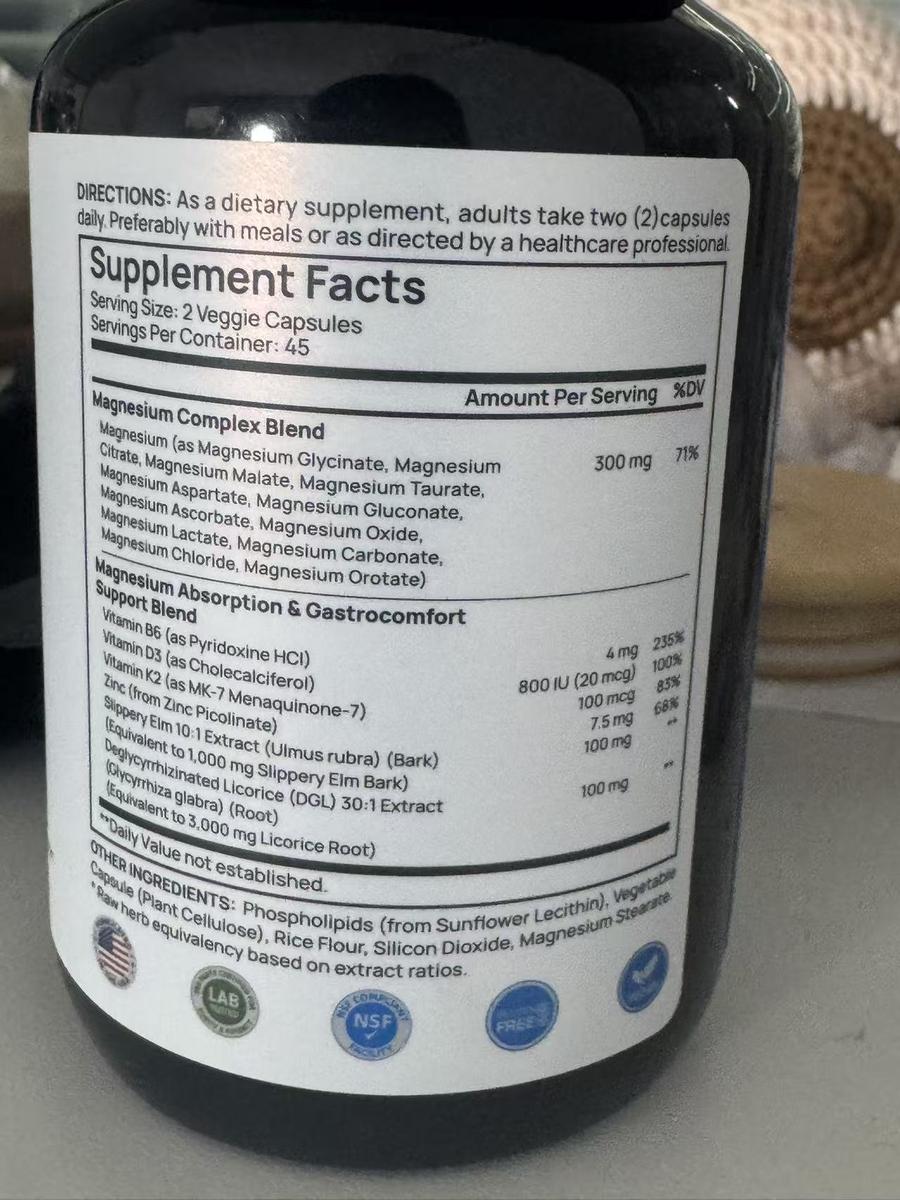 DIRECTIONS: As a dietary supplement, adults take two (2)capsules
daily. Preferably with meals or as directed by a healthcare professional.
Supplement Facts
Serving Size: 2 Veggie Capsules
Servings Per Container: 45
Amount Per Serving %DV
Magnesium Complex Blend
Magnesium (as Magnesium Glycinate, Magnesium 300 mg 71%
Citrate, Magnesium Malate, Magnesium Taurate,
Magnesium Aspartate, Magnesium Gluconate,
Magnesium Ascorbate, Magnesium Oxide,
Magnesium Lactate, Magnesium Carbonate,
Magnesium Chloride, Magnesium Orotate)
Magnesium Absorption & Gastrocomfort
Support Blend
Vitamin B6 (as Pyridoxine HCl) 4 mg 235%
Vitamin D3 (as Cholecalciferol) 800 IU (20 mcg) 100%
Vitamin K2 (as MK-7 Menaquinone-7) 100 mcg 83%
Zinc (from Zinc Picolinate) 7.5 mg 68%
Slippery Elm 10:1 Extract (Ulmus rubra) (Bark) 100 mg **
(Equivalent to 1,000 mg Slippery Elm Bark)
Deglycyrrhizinated Licorice (DGL) 30:1 Extract 100 mg **
(Glycyrrhiza glabra) (Root)
(Equivalent to 3,000 mg Licorice Root)
**Daily Value not established.
OTHER INGREDIENTS: Phospholipids (from Sunflower Lecithin), Vegetable
Capsule (Plant Cellulose), Rice Flour, Silicon Dioxide, Magnesium Stearate.
* Raw herb equivalency based on extract ratios.
LAB
NSF COMPLIANT
NSF
FACILITY
FREE